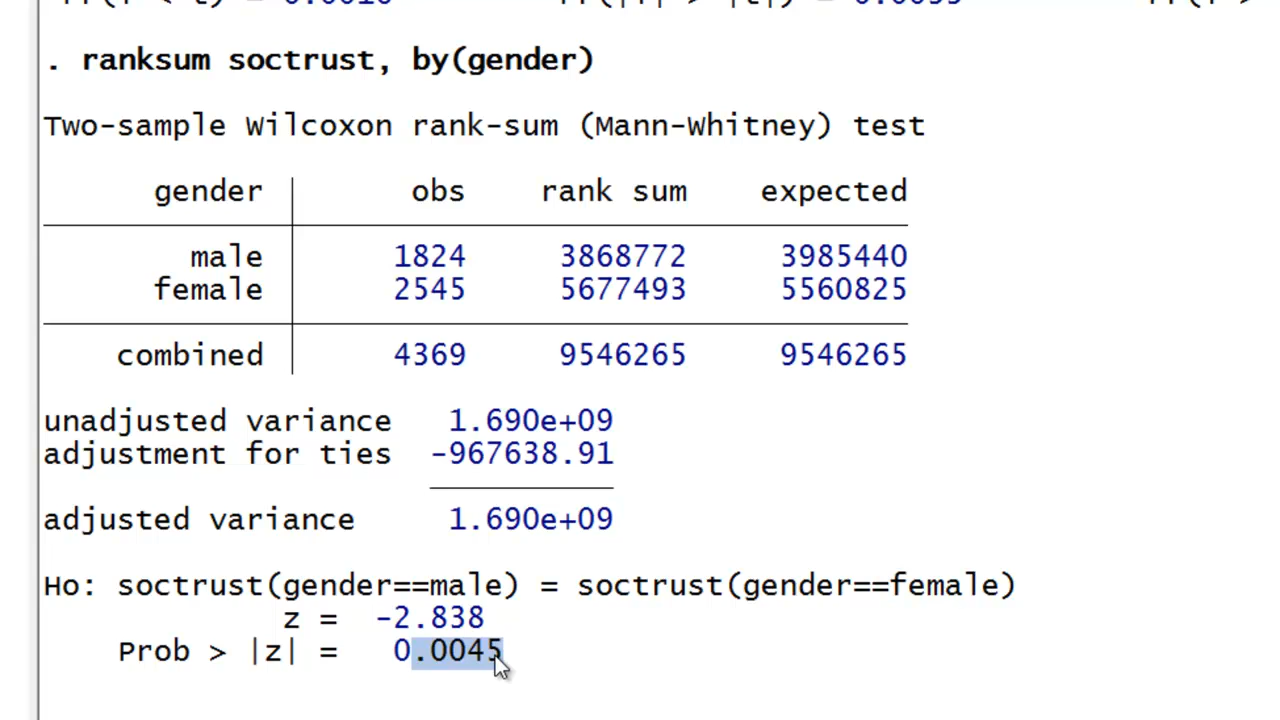 . ranksum soctrust, by(gender)
Two-sample Wilcoxon rank-sum (Mann-Whitney) test
gender obs rank sum expected
male 1824 3868772 3985440
female 2545 5677493 5560825
combined 4369 9546265 9546265
unadjusted variance 1.690e+09
adjustment for ties -967638.91
adjusted variance 1.690e+09
Ho: soctrust(gender==male) = soctrust(gender==female)
z = -2.838
Prob > |z| = 0.0045